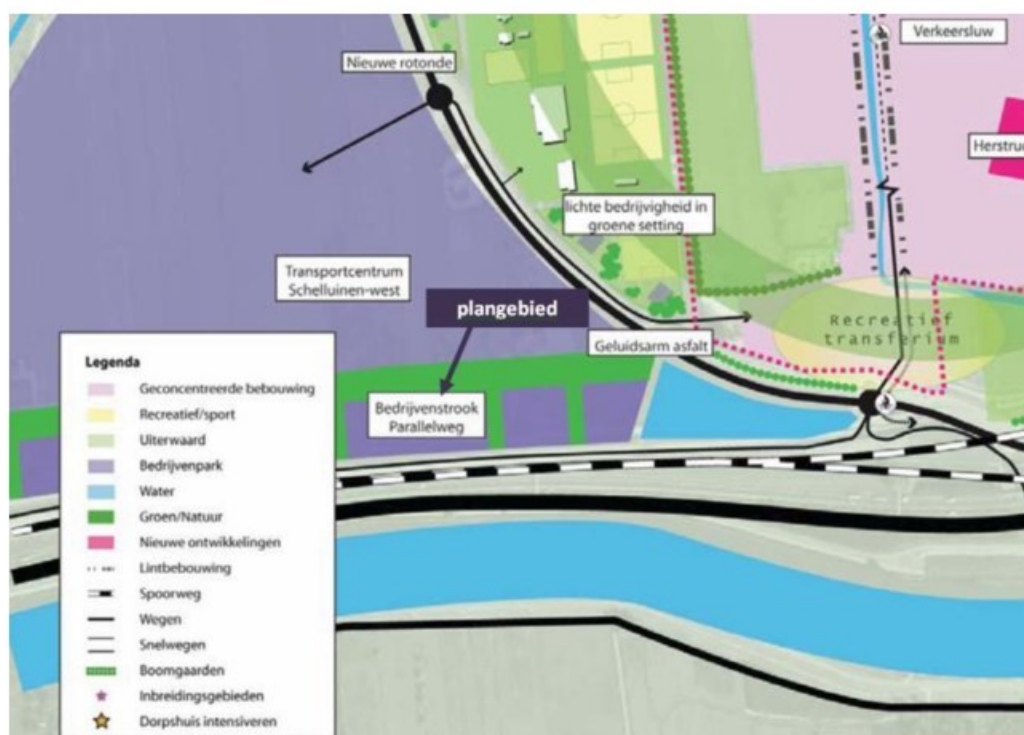 Verkeersluw
Nieuwe rotonde
Herstruc
lichte bedrijvigheid in
groene setting
Transportcentrum
Schelluinen-west
plangebied
Recreatief
transferium
Geluidsarm asfalt
Bedrijvenstrook
Parallelweg
Legenda
Geconcentreerde bebouwing
Recreatief/sport
Uiterwaard
Bedrijvenpark
Water
Groen/Natuur
Nieuwe ontwikkelingen
Lintbebouwing
Spoorweg
Wegen
Snelwegen
Boomgaarden
Inbreidingsgebieden
Dorpshuis intensiveren